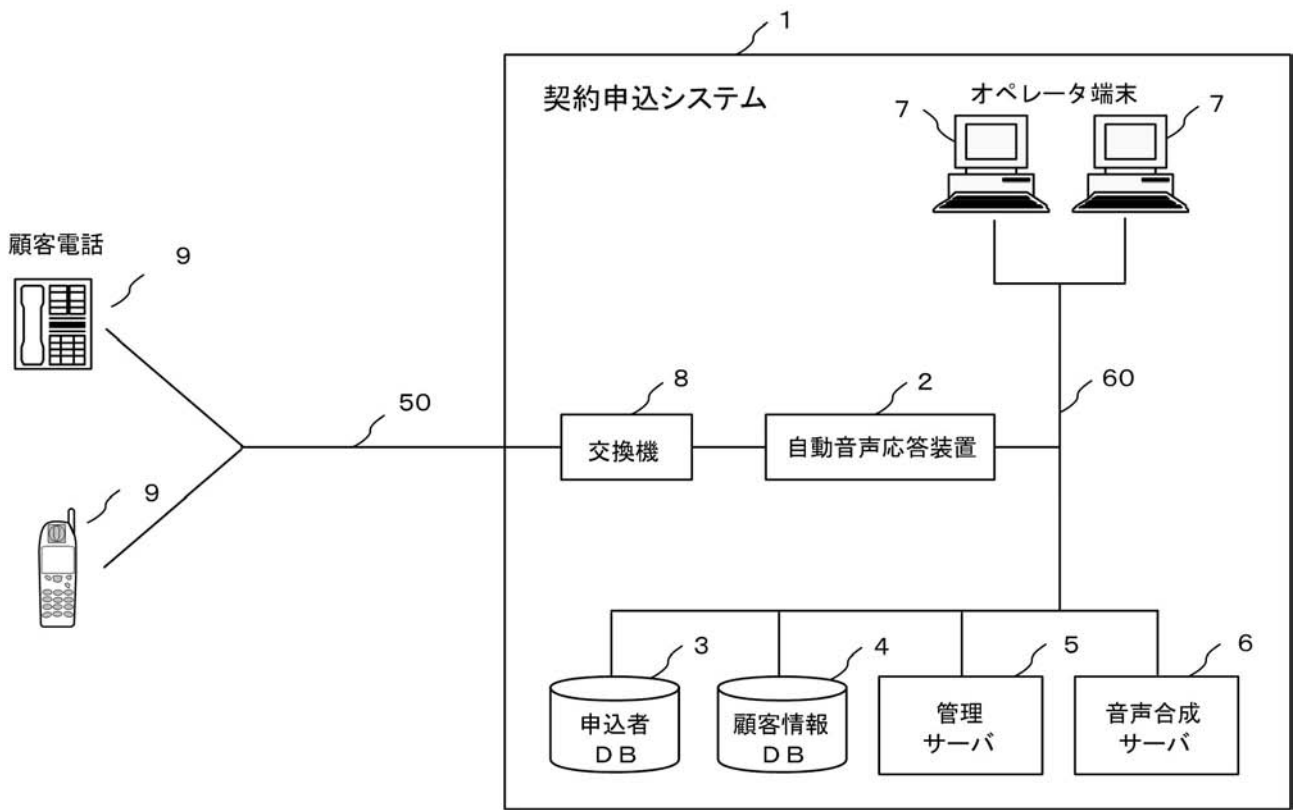 1
契約申込システム
オペレータ端末
7
7
顧客電話
9
9
50
8
交換機
2
自動音声応答装置
60
3
申込者
DB
4
顧客情報
DB
5
管理
サーバ
6
音声合成
サーバ